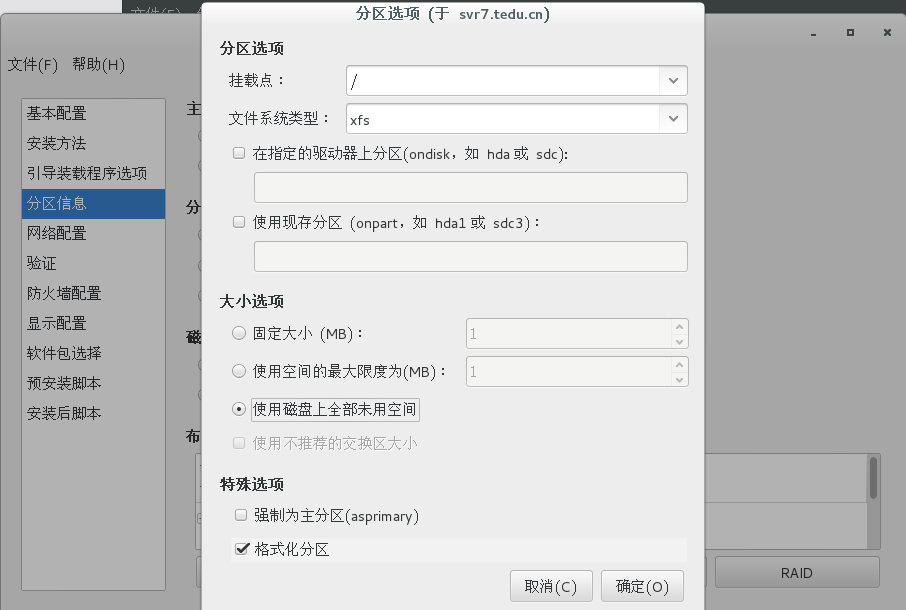 文件(F)
分区选项 (于 svr7.tedu.cn)
文件(F) 帮助(H)
基本配置
安装方法
引导装载程序选项
分区信息
网络配置
验证
防火墙配置
显示配置
软件包选择
预安装脚本
安装后脚本
主
分
磁
布
分区选项
挂载点：
/
文件系统类型：
xfs
在指定的驱动器上分区(ondisk，如 hda 或 sdc):
使用现存分区 (onpart，如 hda1 或 sdc3)：
大小选项
固定大小 (MB)：
1
使用空间的最大限度为(MB)：
1
使用磁盘上全部未用空间
使用不推荐的交换区大小
特殊选项
强制为主分区(asprimary)
格式化分区
取消(C)
确定(O)
RAID